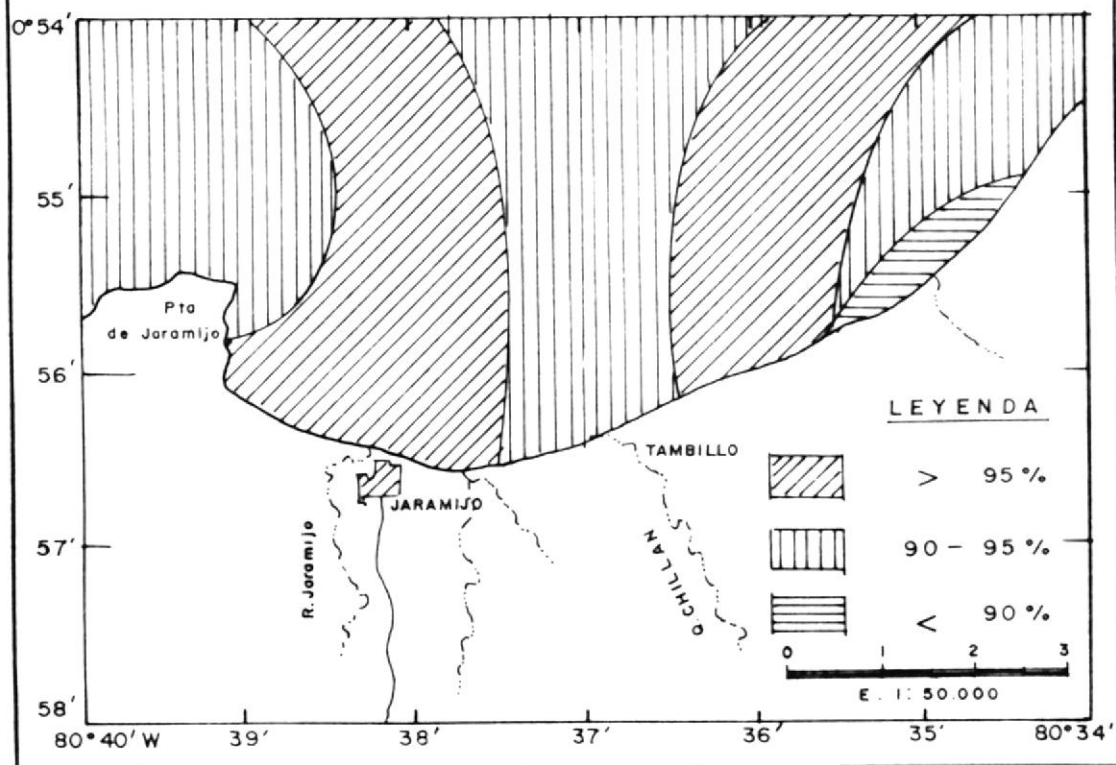 0°54'
55'
Pta
de Jaramijo
56'
LEYENDA
TAMBILLO
> 95 %
JARAMIJO
57'
R. Jaramijo
Q. CHILLAN
90 - 95 %
< 90 %
0 1 2 3
E. 1: 50.000
58'
80° 40' W 39' 38' 37' 36' 35' 80° 34'